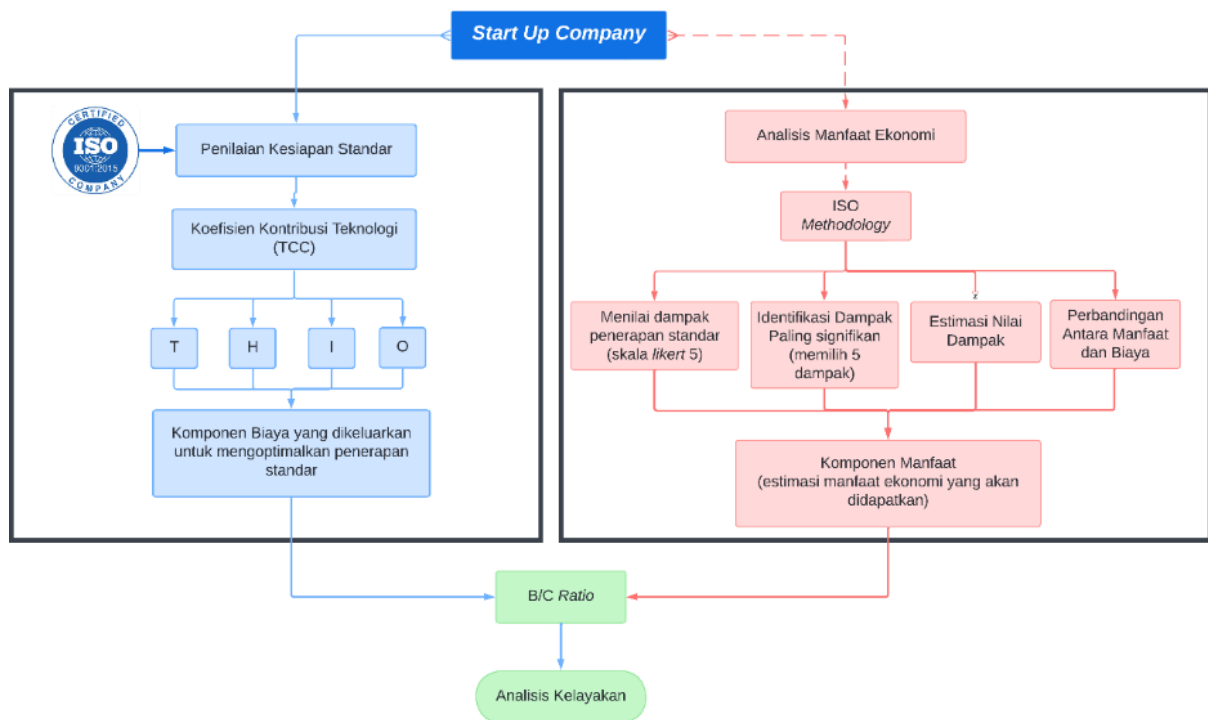 Start Up Company
CERTIFIED
ISO
9001:2015
COMPANY
Penilaian Kesiapan Standar
Koefisien Kontribusi Teknologi
(TCC)
T
H
I
O
Komponen Biaya yang dikeluarkan
untuk mengoptimalkan penerapan
standar
Analisis Manfaat Ekonomi
ISO
Methodology
Menilai dampak
penerapan standar
(skala likert 5)
Identifikasi Dampak
Paling signifikan
(memilih 5
dampak)
Estimasi Nilai
Dampak
Perbandingan
Antara Manfaat
dan Biaya
Komponen Manfaat
(estimasi manfaat ekonomi yang akan
didapatkan)
B/C Ratio
Analisis Kelayakan